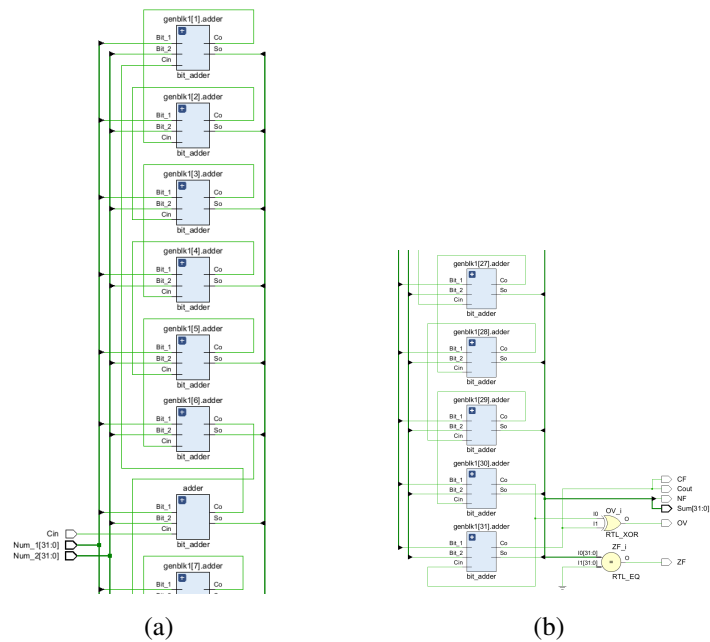 genblk1[1].adder
Bit_1 Co
Bit_2 So
Cin
bit_adder
genblk1[2].adder
Bit_1 Co
Bit_2 So
Cin
bit_adder
genblk1[3].adder
Bit_1 Co
Bit_2 So
Cin
bit_adder
genblk1[4].adder
Bit_1 Co
Bit_2 So
Cin
bit_adder
genblk1[5].adder
Bit_1 Co
Bit_2 So
Cin
bit_adder
genblk1[6].adder
Bit_1 Co
Bit_2 So
Cin
bit_adder
adder
Bit_1 Co
Bit_2 So
Cin
bit_adder
Cin
Num_1[31:0]
Num_2[31:0]
genblk1[7].adder
Bit_1 Co
(a)
genblk1[27].adder
Bit_1 Co
Bit_2 So
Cin
bit_adder
genblk1[28].adder
Bit_1 Co
Bit_2 So
Cin
bit_adder
genblk1[29].adder
Bit_1 Co
Bit_2 So
Cin
bit_adder
genblk1[30].adder
Bit_1 Co
Bit_2 So
Cin
bit_adder
genblk1[31].adder
Bit_1 Co
Bit_2 So
Cin
bit_adder
CF
Cout
NF
Sum[31:0]
OV_i
I0 O
I1
OV
RTL_XOR
ZF_i
I0[31:0] O
I1[31:0]
=
ZF
RTL_EQ
(b)